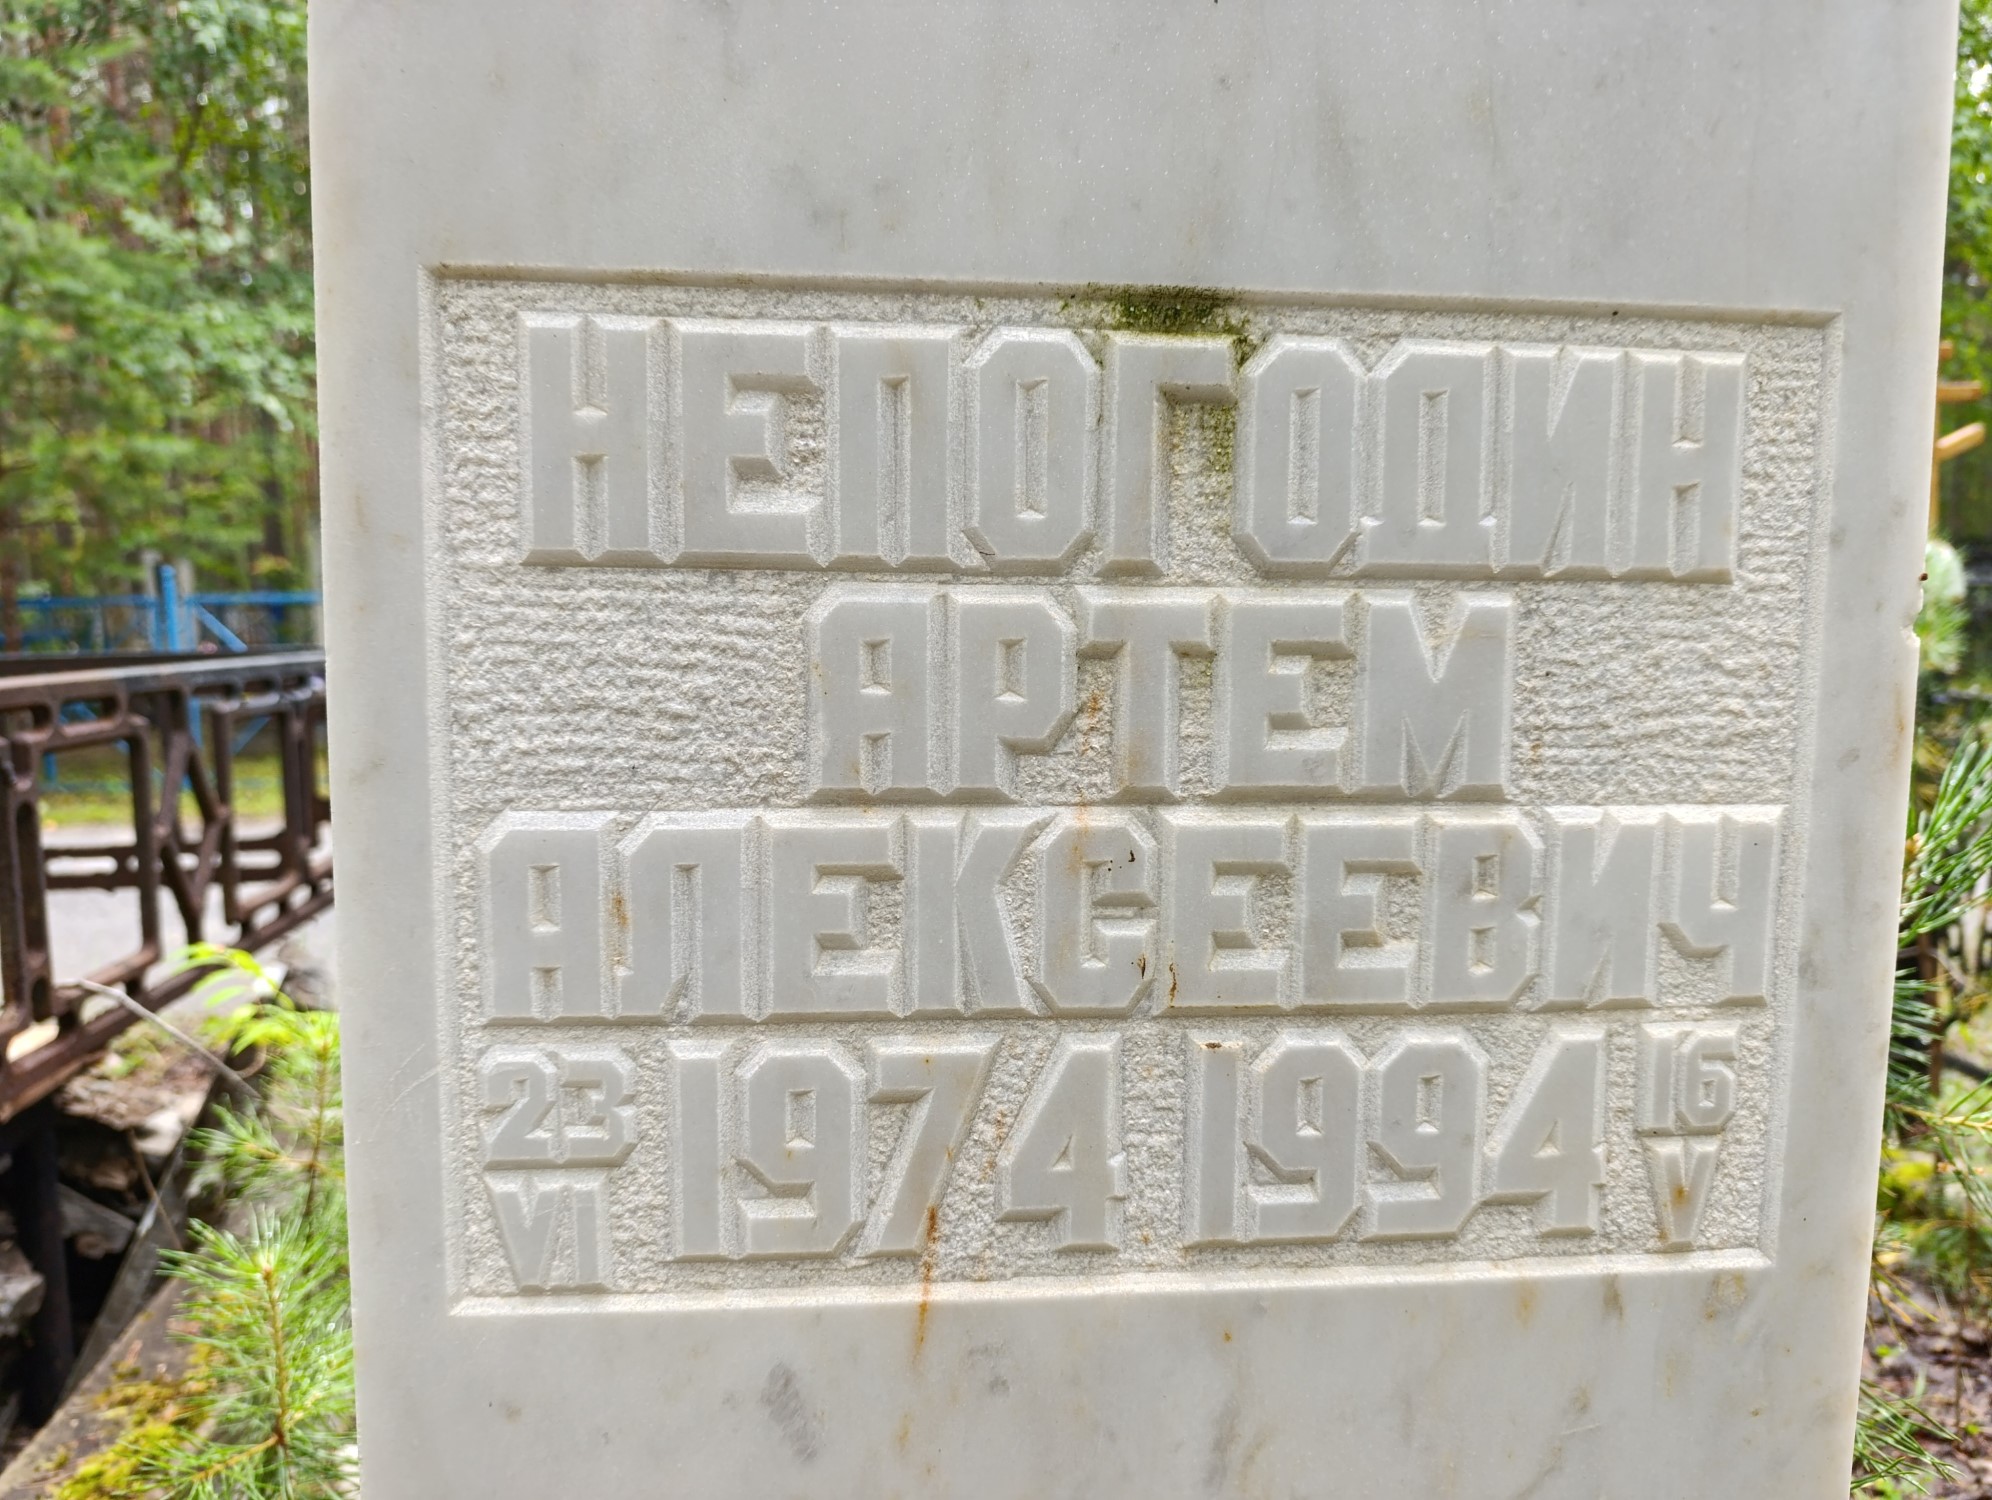 НЕПОГОДИН
АРТЕМ
АЛЕКСЕЕВИЧ
23 VI 1974 1994 16 V